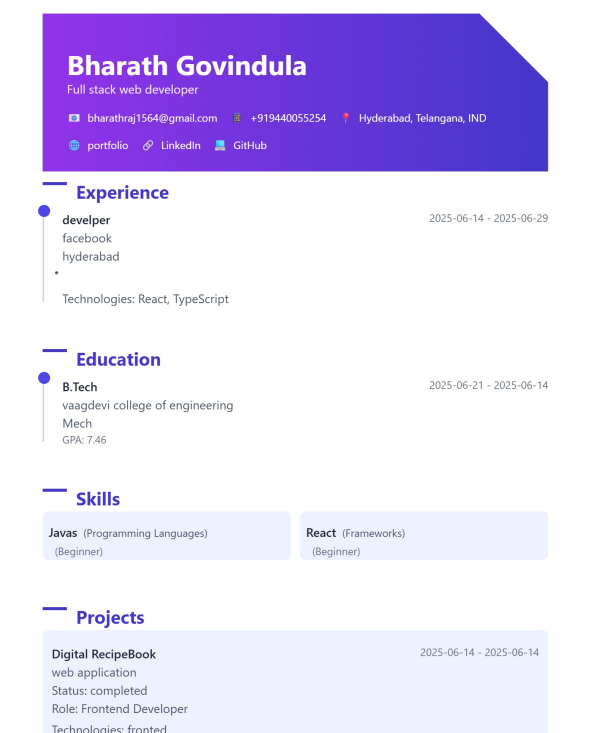 Bharath Govindula
Full stack web developer
📧 bharathraj1564@gmail.com 📱 +919440055254 📍 Hyderabad, Telangana, IND
🌐 portfolio 🔗 LinkedIn 💻 GitHub
Experience
develper 2025-06-14 - 2025-06-29
facebook
hyderabad
•
Technologies: React, TypeScript
Education
B.Tech 2025-06-21 - 2025-06-14
vaagdevi college of engineering
Mech
GPA: 7.46
Skills
Javas (Programming Languages) React (Frameworks)
(Beginner) (Beginner)
Projects
Digital RecipeBook 2025-06-14 - 2025-06-14
web application
Status: completed
Role: Frontend Developer
Technologies: fronted